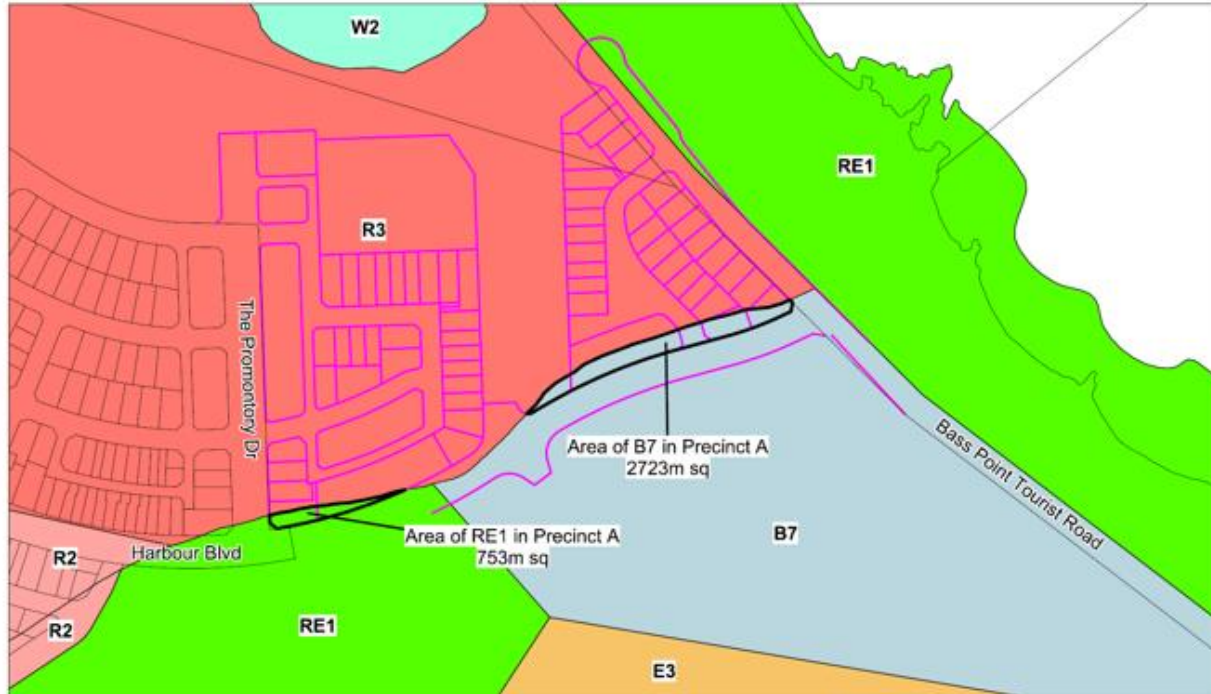 W2
RE1
R3
The Promontory Dr
Area of B7 in Precinct A
2723m sq
Bass Point Tourist Road
Area of RE1 in Precinct A
753m sq
B7
Harbour Blvd
R2
R2
RE1
E3